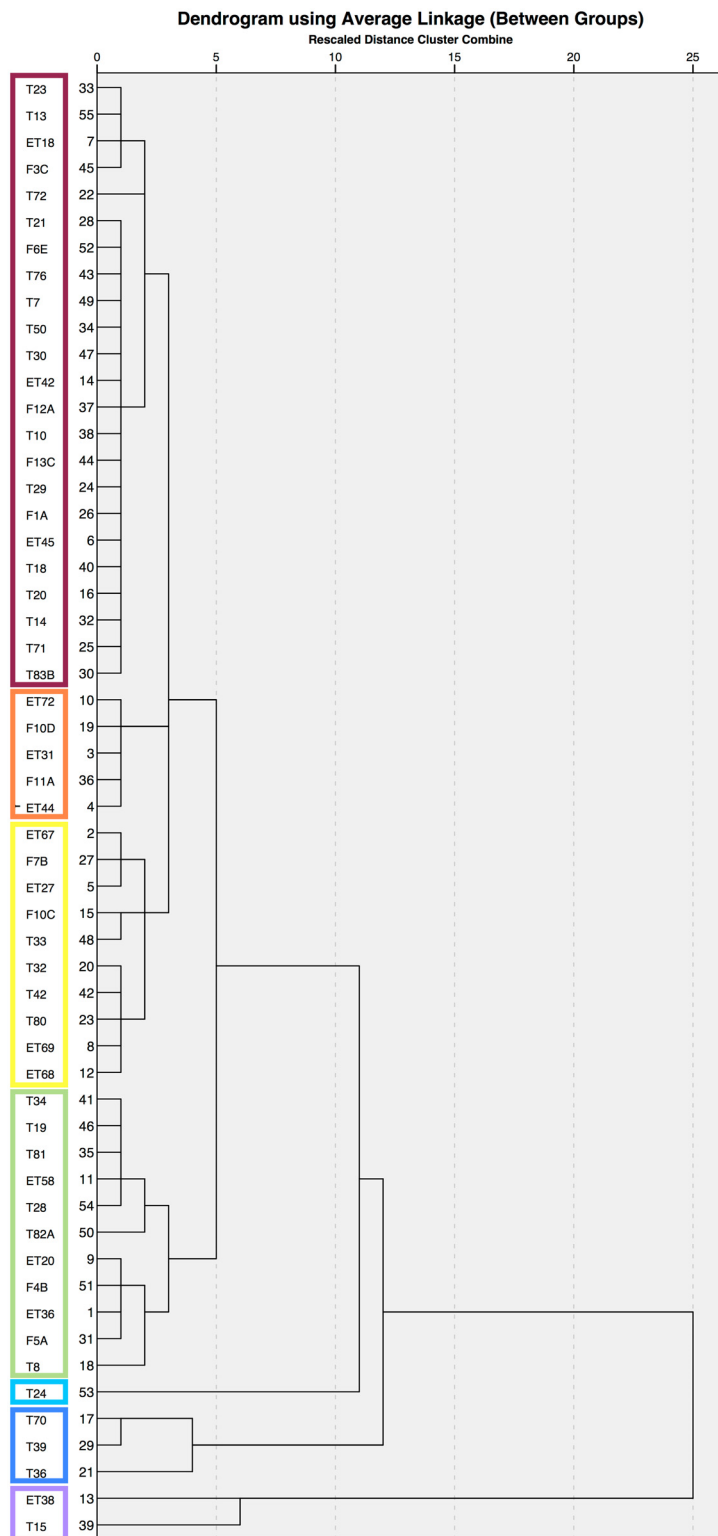 Dendrogram using Average Linkage (Between Groups)
Rescaled Distance Cluster Combine
0 5 10 15 20 25
T23 33
T13 55
ET18 7
F3C 45
T72 22
T21 28
F6E 52
T76 43
T7 49
T50 34
T30 47
ET42 14
F12A 37
T10 38
F13C 44
T29 24
F1A 26
ET45 6
T18 40
T20 16
T14 32
T71 25
T83B 30
ET72 10
F10D 19
ET31 3
F11A 36
ET44 4
ET67 2
F7B 27
ET27 5
F10C 15
T33 48
T32 20
T42 42
T80 23
ET69 8
ET68 12
T34 41
T19 46
T81 35
ET58 11
T28 54
T82A 50
ET20 9
F4B 51
ET36 1
F5A 31
T8 18
T24 53
T70 17
T39 29
T36 21
ET38 13
T15 39